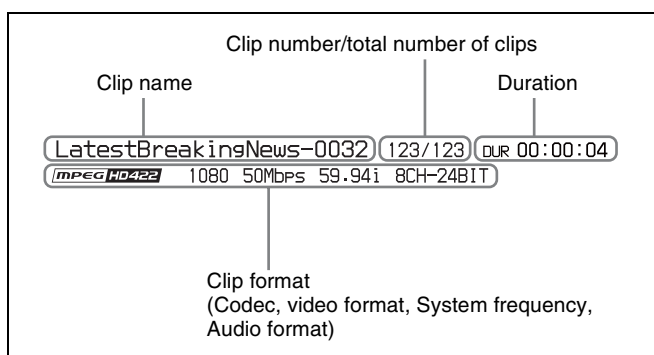 Clip number/total number of clips
Clip name
Duration
LatestBreakingNews-0032 123/123 DUR 00:00:04
MPEG HD422 1080 50Mbps 59.94i 8CH-24BIT
Clip format
(Codec, video format, System frequency,
Audio format)